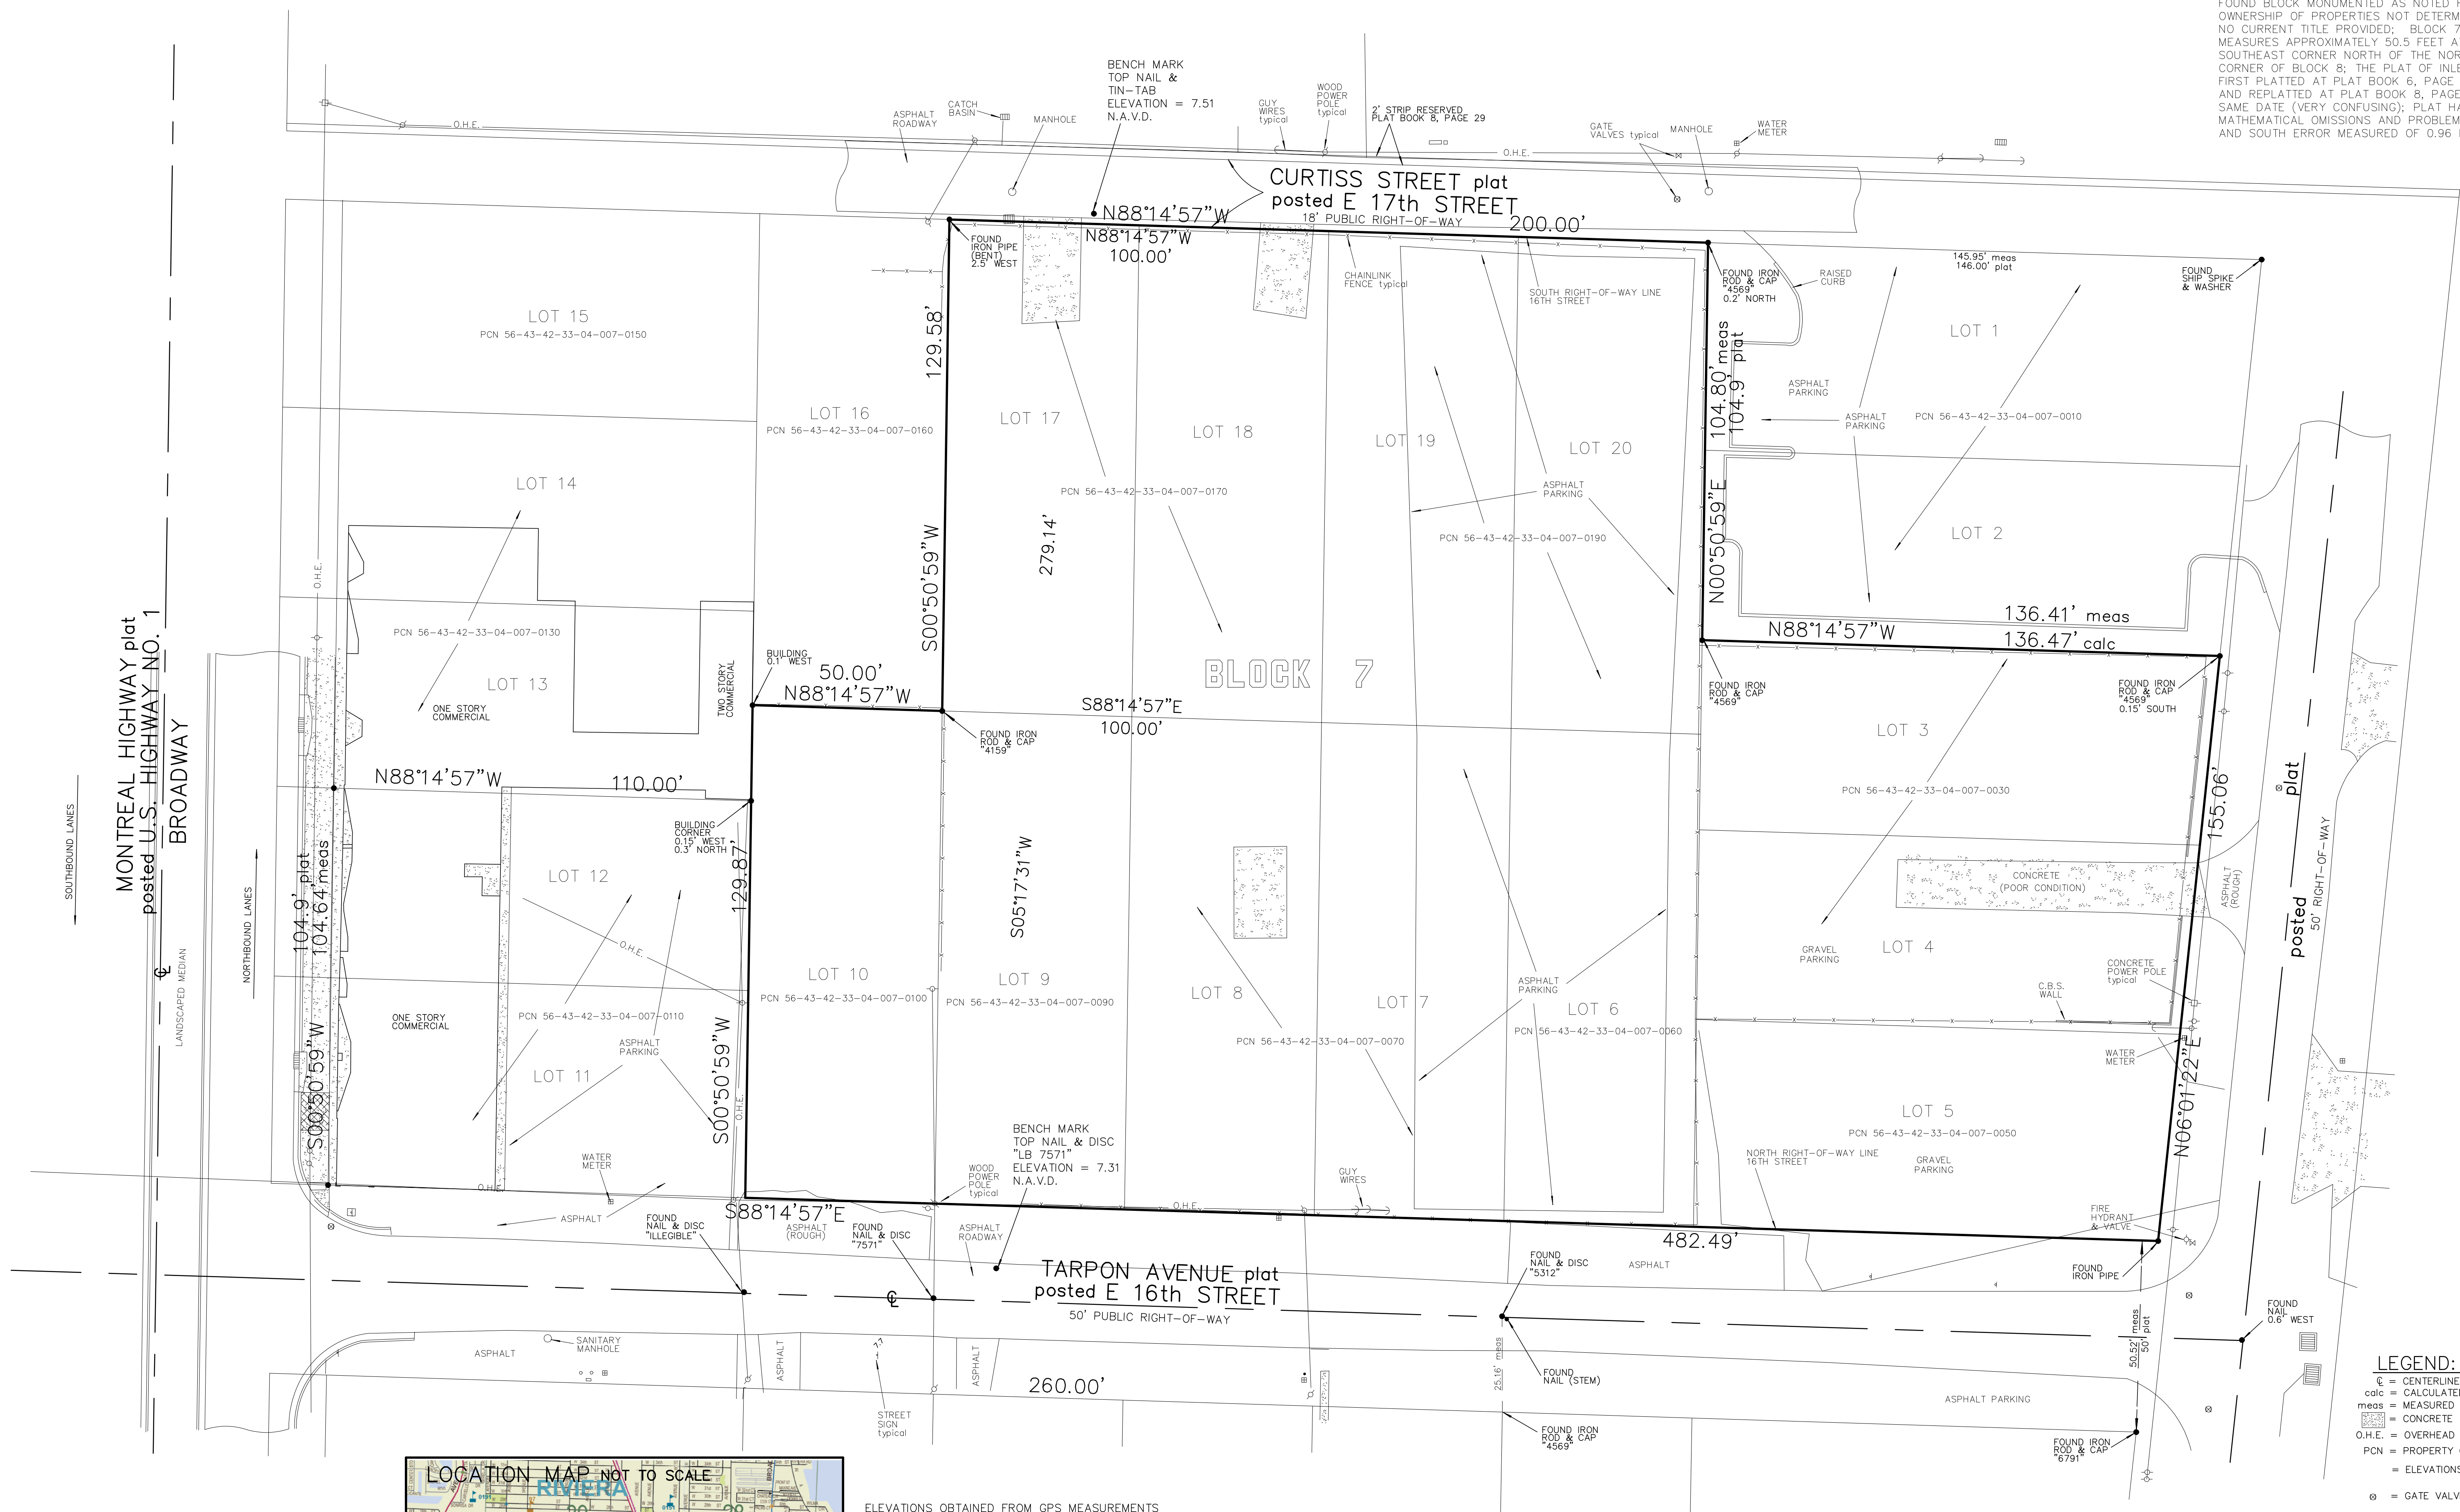 FOUND BLOCK MONUMENTED AS NOTED
OWNERSHIP OF PROPERTIES NOT DETERM
NO CURRENT TITLE PROVIDED; BLOCK 7
MEASURES APPROXIMATELY 50.5 FEET A
SOUTHEAST CORNER NORTH OF THE NOR
CORNER OF BLOCK 8; THE PLAT OF INLE
FIRST PLATTED AT PLAT BOOK 6, PAGE
AND REPLATTED AT PLAT BOOK 8, PAGE
SAME DATE (VERY CONFUSING); PLAT HA
MATHEMATICAL OMISSIONS AND PROBLEM
AND SOUTH ERROR MEASURED OF 0.96
BENCH MARK
TOP NAIL &
TIN-TAB
ELEVATION = 7.51
N.A.V.D.
CATCH
BASIN
ASPHALT
ROADWAY
MANHOLE
GUY
WIRES
typical
WOOD
POWER
POLE
typical
2' STRIP RESERVED
PLAT BOOK 8, PAGE 29
GATE
VALVES typical
MANHOLE
WATER
METER
O.H.E.
O.H.E.
CURTISS STREET plat
posted E 17th STREET
18' PUBLIC RIGHT-OF-WAY
N88°14'57"W
200.00'
N88°14'57"W
100.00'
FOUND
IRON PIPE
(BENT)
2.5' WEST
CHAINLINK
FENCE typical
SOUTH RIGHT-OF-WAY LINE
16TH STREET
FOUND IRON
ROD & CAP
"4569"
0.2' NORTH
RAISED
CURB
145.95' meas
146.00' plat
FOUND
SHIP SPIKE
& WASHER
LOT 15
PCN 56-43-42-33-04-007-0150
129.58'
LOT 16
PCN 56-43-42-33-04-007-0160
LOT 17
LOT 18
LOT 19
LOT 20
104.80' meas
104.9' plat
LOT 1
ASPHALT
PARKING
ASPHALT
PARKING
PCN 56-43-42-33-04-007-0010
LOT 14
PCN 56-43-42-33-04-007-0170
ASPHALT
PARKING
PCN 56-43-42-33-04-007-0190
279.14'
S00°50'59"W
N00°50'59"E
LOT 2
136.41' meas
N88°14'57"W
136.47' calc
O.H.E.
PCN 56-43-42-33-04-007-0130
LOT 13
ONE STORY
COMMERCIAL
TWO STORY
COMMERCIAL
BUILDING
0.1' WEST
50.00'
N88°14'57"W
BLOCK 7
S88°14'57"E
100.00'
FOUND IRON
ROD & CAP
"4159"
FOUND IRON
ROD & CAP
"4569"
FOUND IRON
ROD & CAP
"4569"
0.15' SOUTH
LOT 3
MONTREAL HIGHWAY plat
posted U.S. HIGHWAY NO. 1
BROADWAY
SOUTHBOUND LANES
NORTHBOUND LANES
LANDSCAPED MEDIAN
N88°14'57"W
110.00'
BUILDING
CORNER
0.15' WEST
0.3' NORTH
PCN 56-43-42-33-04-007-0030
155.06'
plat
posted
50' RIGHT-OF-WAY
104.9' plat
104.64' meas
S00°50'59"W
LOT 12
129.87'
S05°17'31"W
CONCRETE
(POOR CONDITION)
ASPHALT
(ROUGH)
O.H.E.
LOT 4
GRAVEL
PARKING
CONCRETE
POWER POLE
typical
C.B.S.
WALL
LOT 10
PCN 56-43-42-33-04-007-0100
LOT 9
PCN 56-43-42-33-04-007-0090
LOT 8
LOT 7
ASPHALT
PARKING
LOT 6
PCN 56-43-42-33-04-007-0060
PCN 56-43-42-33-04-007-0070
ONE STORY
COMMERCIAL
PCN 56-43-42-33-04-007-0110
ASPHALT
PARKING
LOT 11
S00°50'59"W
O.H.E.
WATER
METER
N06°01'22"E
LOT 5
PCN 56-43-42-33-04-007-0050
GRAVEL
PARKING
NORTH RIGHT-OF-WAY LINE
16TH STREET
BENCH MARK
TOP NAIL & DISC
"LB 7571"
ELEVATION = 7.31
N.A.V.D.
WATER
METER
WOOD
POWER
POLE
typical
GUY
WIRES
O.H.E.
O.H.E.
S88°14'57"E
482.49'
FIRE
HYDRANT
& VALVE
ASPHALT
FOUND
NAIL & DISC
"ILLEGIBLE"
ASPHALT
(ROUGH)
FOUND
NAIL & DISC
"7571"
ASPHALT
ROADWAY
FOUND
NAIL & DISC
"5312"
ASPHALT
FOUND
IRON PIPE
TARPON AVENUE plat
posted E 16th STREET
50' PUBLIC RIGHT-OF-WAY
FOUND
NAIL
0.6' WEST
50.52' meas
50' plat
SANITARY
MANHOLE
ASPHALT
ASPHALT
7.7
ASPHALT
260.00'
25.16' meas
FOUND
NAIL (STEM)
ASPHALT PARKING
STREET
SIGN
typical
FOUND IRON
ROD & CAP
"4569"
FOUND IRON
ROD & CAP
"6791"
LEGEND:
℄ = CENTERLINE
calc = CALCULATE
meas = MEASURED
= CONCRETE
O.H.E. = OVERHEAD
PCN = PROPERTY
= ELEVATIONS
= GATE VALV
LOCATION MAP NOT TO SCALE
RIVIERA
ELEVATIONS OBTAINED FROM GPS MEASUREMENTS